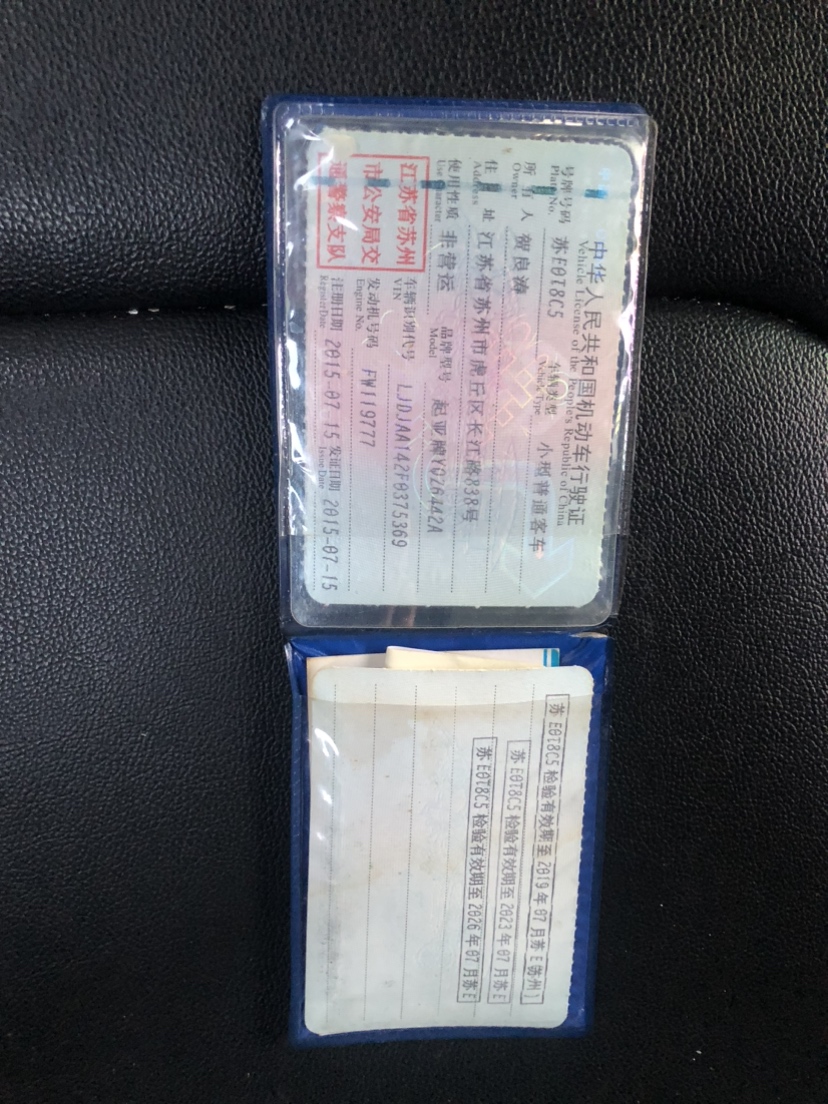 中华人民共和国机动车行驶证
Vehicle License of the People's Republic of China
号牌号码 苏E0T8C5 车辆类型 小型普通客车
Plate No. Vehicle Type
所有人 贺良涛
Owner
住址 江苏省苏州市虎丘区长江路838号
Address
使用性质 非营运 品牌型号 起亚牌YQZ6442A
Use Character Model
江苏省苏州
市公安局交
通警察支队
车辆识别代号 LJDJAA142F0375369
VIN
发动机号码 FW119777
Engine No.
注册日期 2015-07-15 发证日期 2015-07-15
Register Date Issue Date
苏E0T8C5 检验有效期至2019年07月苏E(苏州)
苏E0T8C5 检验有效期至2023年07月苏E
苏E0T8C5 检验有效期至2026年07月苏E